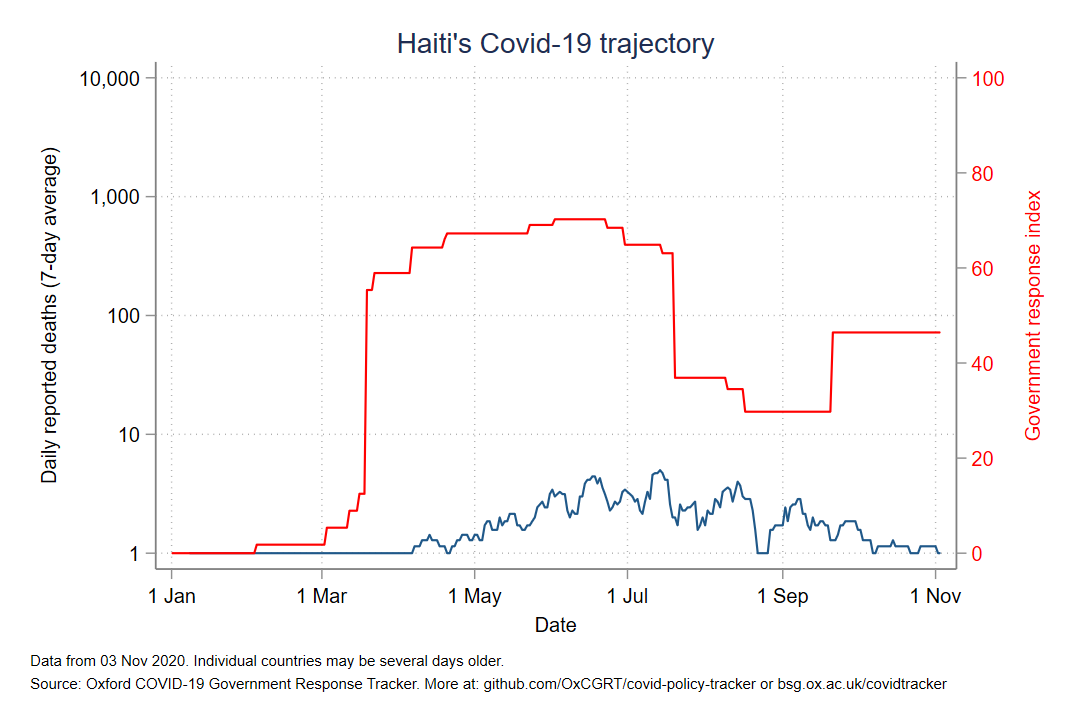 Haiti's Covid-19 trajectory
10,000
1,000
100
10
1
Daily reported deaths (7-day average)
100
80
60
40
20
0
Government response index
1 Jan
1 Mar
1 May
1 Jul
1 Sep
1 Nov
Date
Data from 03 Nov 2020. Individual countries may be several days older.
Source: Oxford COVID-19 Government Response Tracker. More at: github.com/OxCGRT/covid-policy-tracker or bsg.ox.ac.uk/covidtracker